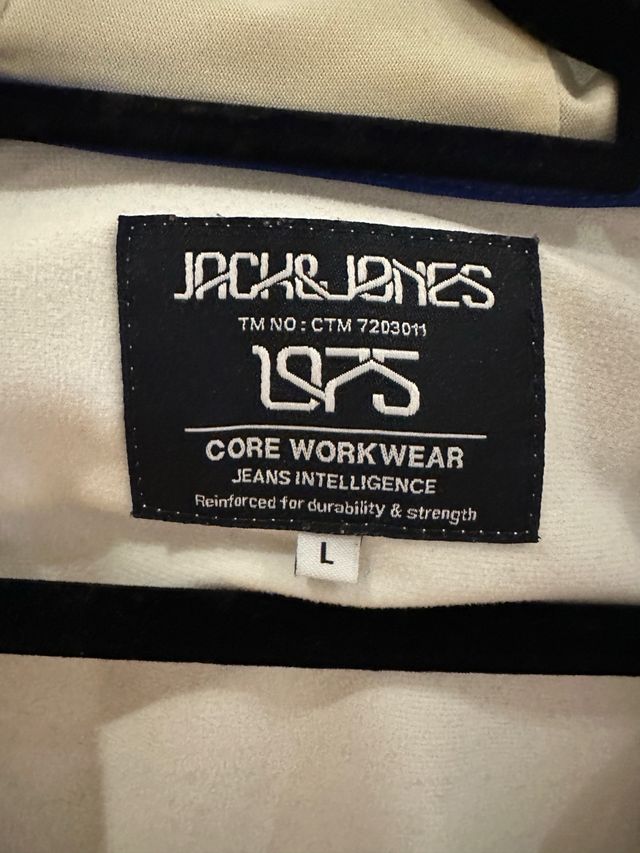 JACK&JONES
TM NO : CTM 7203011
1975
CORE WORKWEAR
JEANS INTELLIGENCE
Reinforced for durability & strength
L